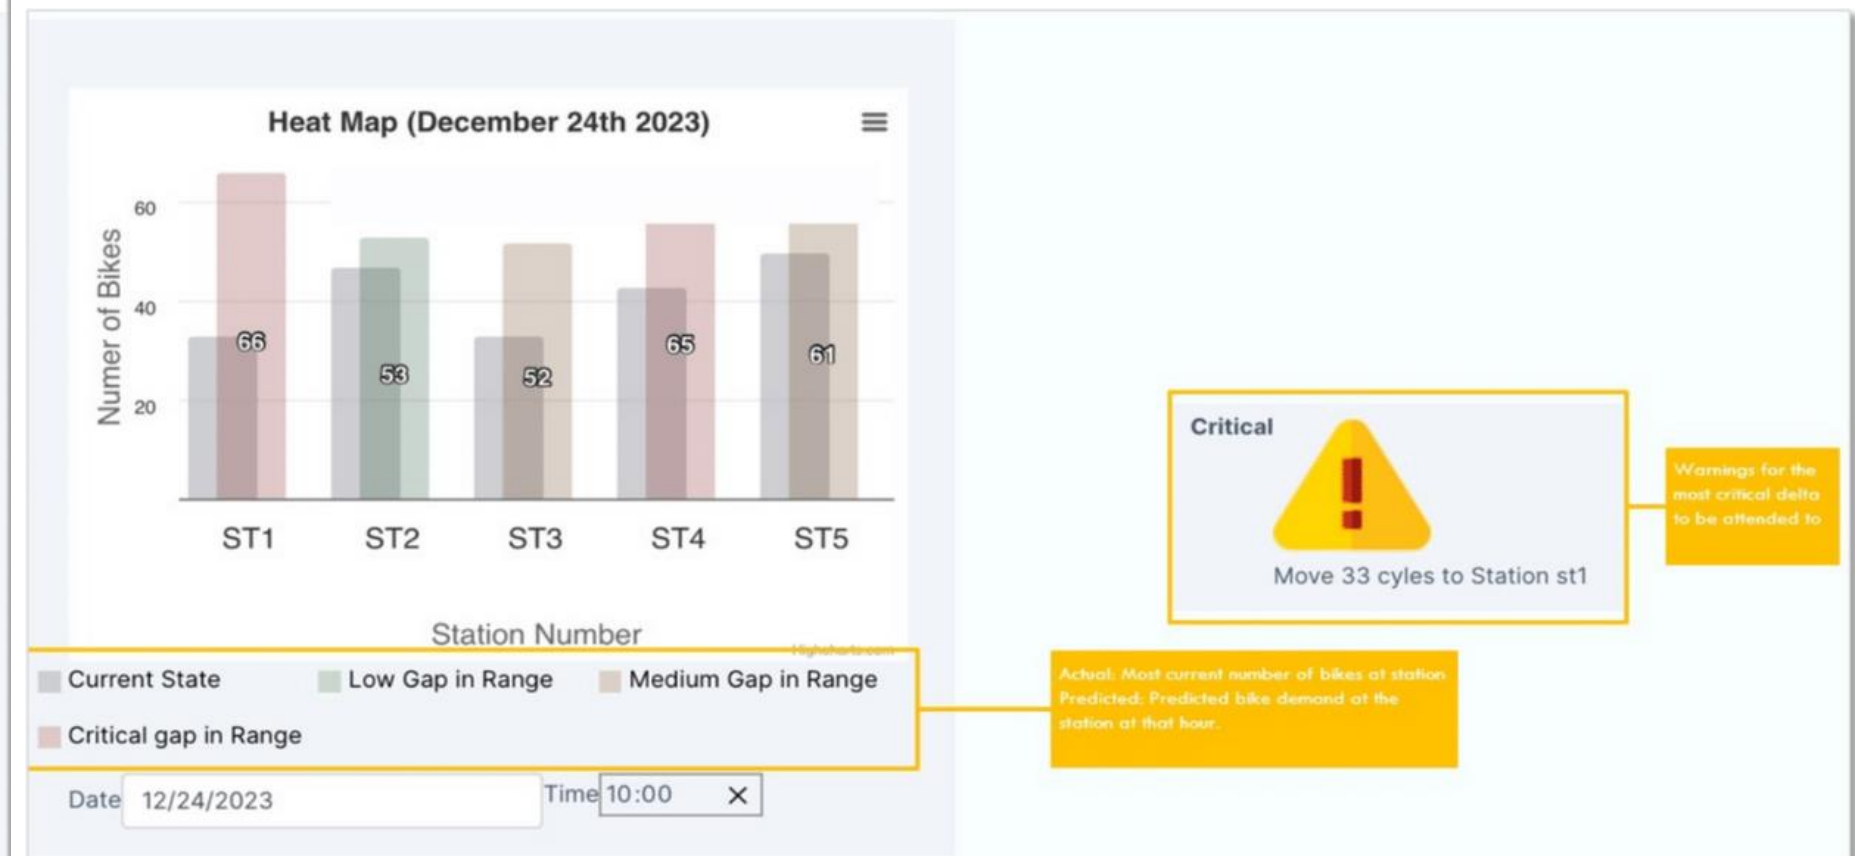 Heat Map (December 24th 2023)
Numer of Bikes
60
40
20
66
53
52
65
61
ST1 ST2 ST3 ST4 ST5
Station Number
Highcharts.com
Current State Low Gap in Range Medium Gap in Range
Critical gap in Range
Date 12/24/2023 Time 10:00
Critical
Move 33 cyles to Station st1
Warnings for the
most critical delta
to be attended to
Actual: Most current number of bikes at station
Predicted: Predicted bike demand at the
station at that hour.